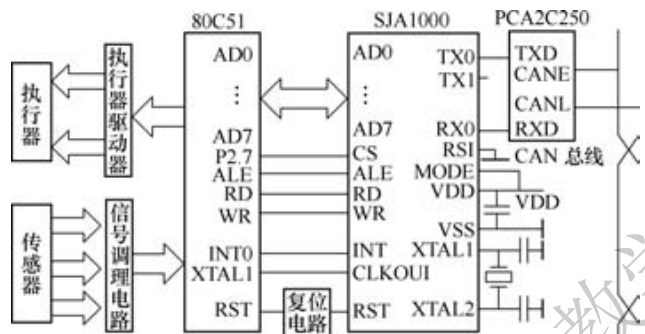 80C51
SJA1000
PCA2C250
执行器
执行器驱动器
传感器
信号调理电路
AD0
⋮
AD7
P2.7
ALE
RD
WR
INT0
XTAL1
RST
复位电路
AD0
⋮
AD7
CS
ALE
RD
WR
INT
CLKOUI
RST
TX0
TX1
RX0
RSI
MODE
VDD
VSS
XTAL1
XTAL2
TXD
CANE
CANL
RXD
CAN 总线
VDD
教学